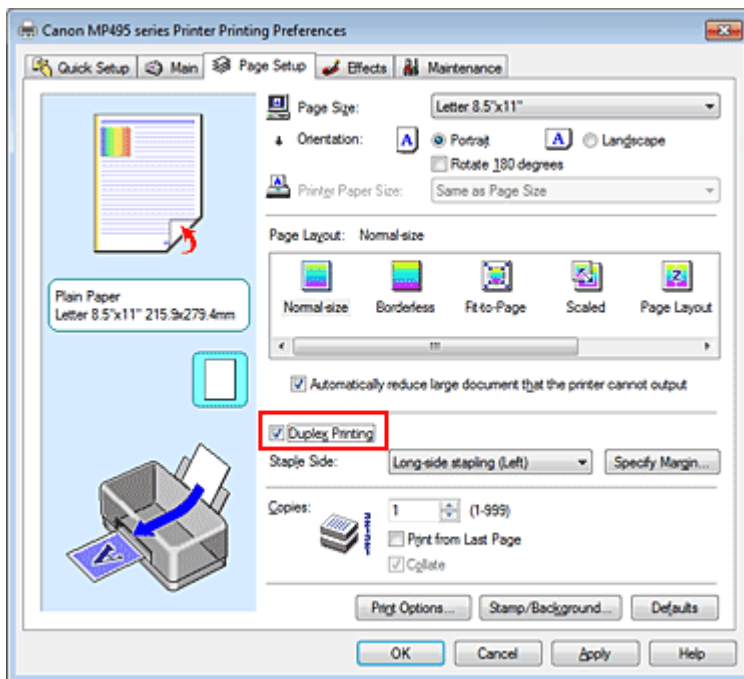 Canon MP495 series Printer Printing Preferences
Quick Setup Main Page Setup Effects Maintenance
Page Size: Letter 8.5"x11"
Orientation: A Portrait A Landscape
Rotate 180 degrees
Printer Paper Size: Same as Page Size
Page Layout: Normal-size
Normal-size Borderless Fit-to-Page Scaled Page Layout
Automatically reduce large document that the printer cannot output
Plain Paper
Letter 8.5"x11" 215.9x279.4mm
Duplex Printing
Staple Side: Long-side stapling (Left) Specify Margin...
Copies: 1 (1-999)
Print from Last Page
Collate
Print Options... Stamp/Background... Defaults
OK Cancel Apply Help